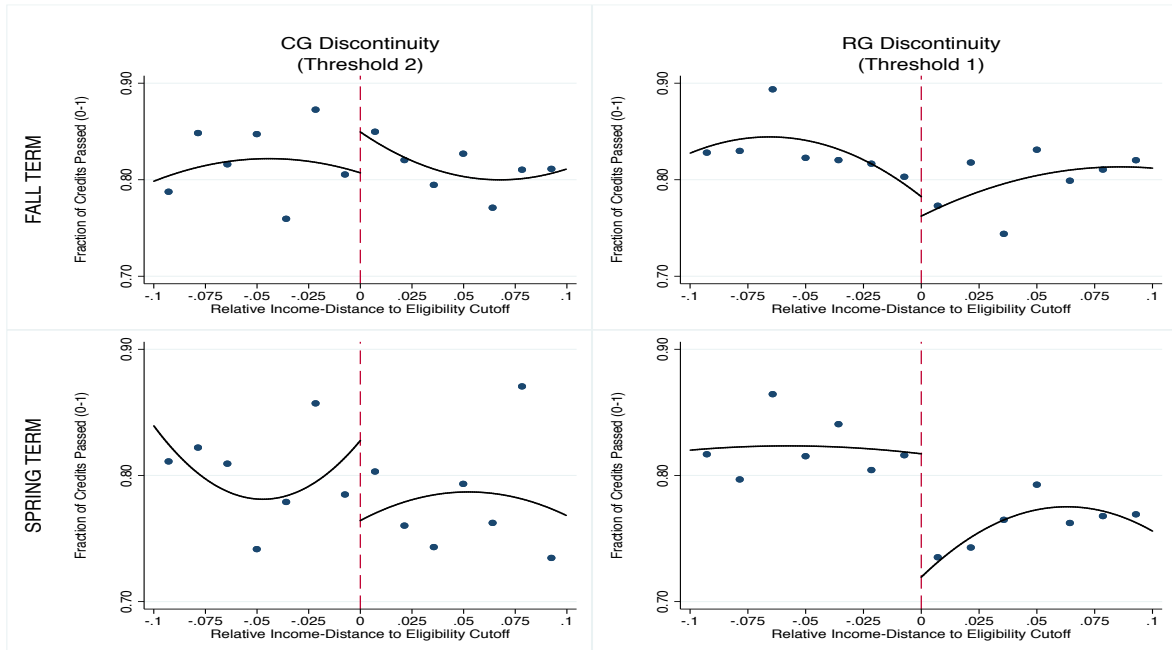 CG Discontinuity
(Threshold 2)
FALL TERM
Fraction of Credits Passed (0-1)
0.90
0.80
0.70
-.1 -.075 -.05 -.025 0 .025 .05 .075 .1
Relative Income-Distance to Eligibility Cutoff
RG Discontinuity
(Threshold 1)
Fraction of Credits Passed (0-1)
0.90
0.80
0.70
-.1 -.075 -.05 -.025 0 .025 .05 .075 .1
Relative Income-Distance to Eligibility Cutoff
SPRING TERM
Fraction of Credits Passed (0-1)
0.90
0.80
0.70
-.1 -.075 -.05 -.025 0 .025 .05 .075 .1
Relative Income-Distance to Eligibility Cutoff
Fraction of Credits Passed (0-1)
0.90
0.80
0.70
-.1 -.075 -.05 -.025 0 .025 .05 .075 .1
Relative Income-Distance to Eligibility Cutoff